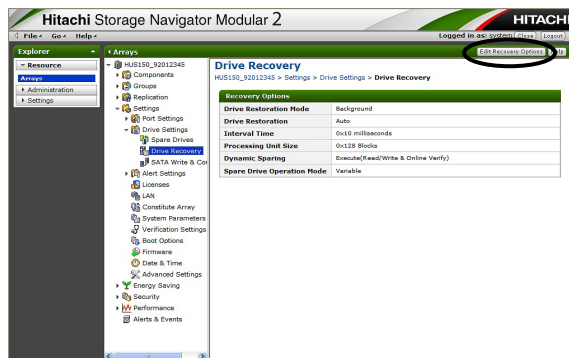 Hitachi Storage Navigator Modular 2
HITACHI
File Go Help
Logged in as: system Close Logout
Explorer
Arrays
Edit Recovery Options
Resource
Arrays
Administration
Settings
HUS150_92012345
Components
Groups
Replication
Settings
Port Settings
Drive Settings
Spare Drives
Drive Recovery
SATA Write & Co
Alert Settings
Licenses
LAN
Constitute Array
System Parameters
Verification Settings
Boot Options
Firmware
Date & Time
Advanced Settings
Energy Saving
Security
Performance
Alerts & Events
Drive Recovery
HUS150_92012345 > Settings > Drive Settings > Drive Recovery
Recovery Options
Drive Restoration Mode Background
Drive Restoration Auto
Interval Time 0x10 milliseconds
Processing Unit Size 0x128 Blocks
Dynamic Sparing Execute(Read/Write & Online Verify)
Spare Drive Operation Mode Variable